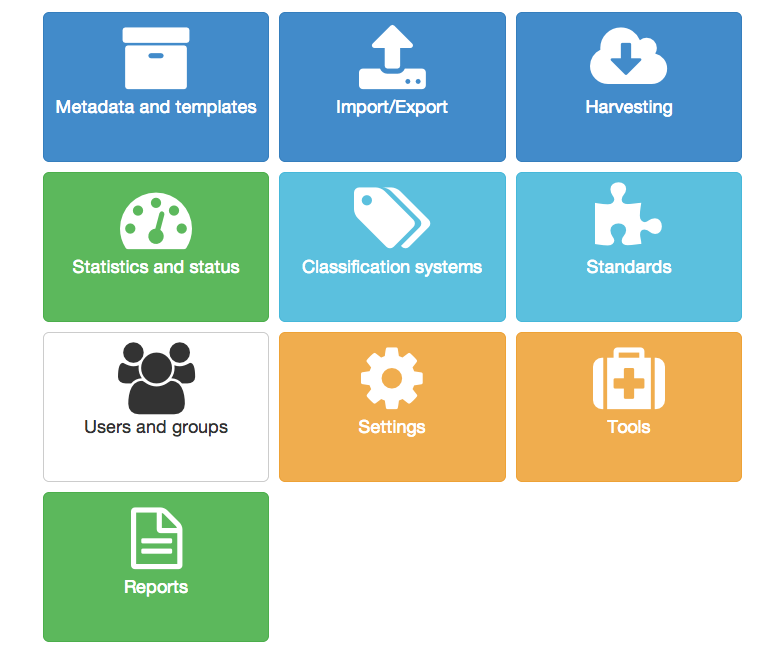 Metadata and templates
Import/Export
Harvesting
Statistics and status
Classification systems
Standards
Users and groups
Settings
Tools
Reports